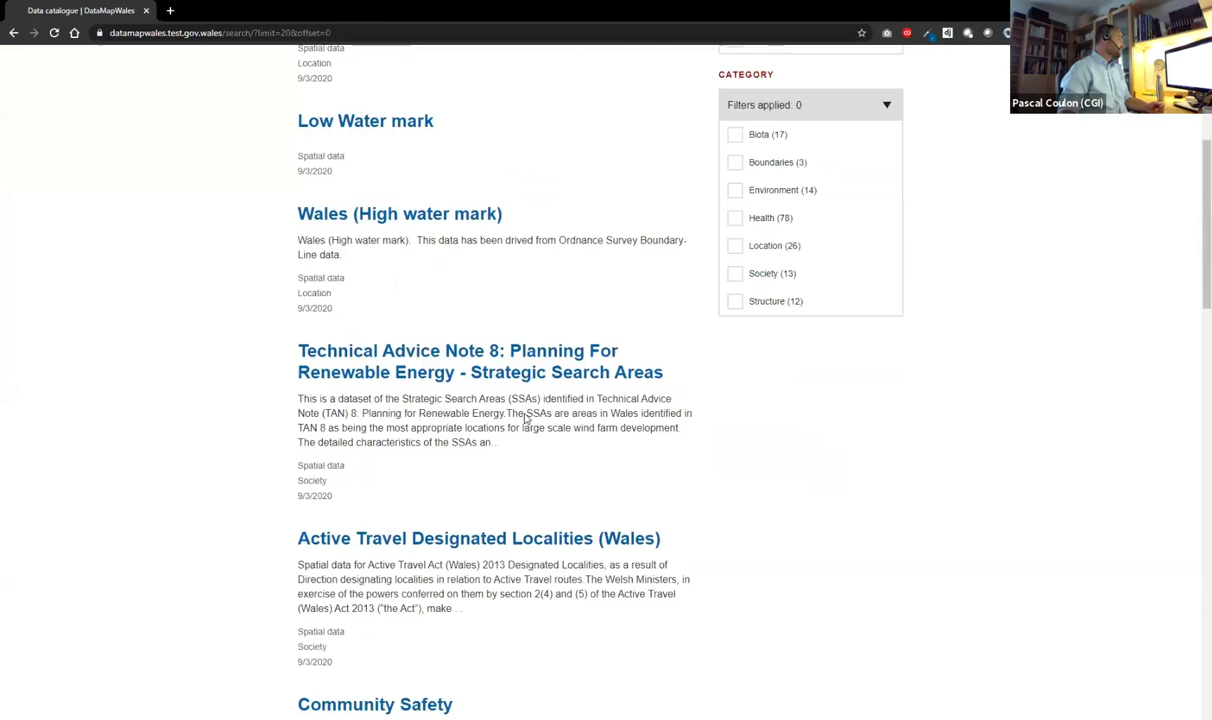 Data catalogue | DataMapWales
datamapwales.test.gov.wales/search/?limit=20&offset=0
Spatial data
Location
9/3/2020
Low Water mark
Spatial data
9/3/2020
Wales (High water mark)
Wales (High water mark).  This data has been drived from Ordnance Survey Boundary-
Line data.
Spatial data
Location
9/3/2020
Technical Advice Note 8: Planning For
Renewable Energy - Strategic Search Areas
This is a dataset of the Strategic Search Areas (SSAs) identified in Technical Advice
Note (TAN) 8: Planning for Renewable Energy.The SSAs are areas in Wales identified in
TAN 8 as being the most appropriate locations for large scale wind farm development.
The detailed characteristics of the SSAs an...
Spatial data
Society
9/3/2020
Active Travel Designated Localities (Wales)
Spatial data for Active Travel Act (Wales) 2013 Designated Localities, as a result of
Direction designating localities in relation to Active Travel routes.The Welsh Ministers, in
exercise of the powers conferred on them by section 2(4) and (5) of the Active Travel
(Wales) Act 2013 ("the Act"), make ...
Spatial data
Society
9/3/2020
Community Safety
CATEGORY
Filters applied: 0
Biota (17)
Boundaries (3)
Environment (14)
Health (78)
Location (26)
Society (13)
Structure (12)
Pascal Coulon (CGI)